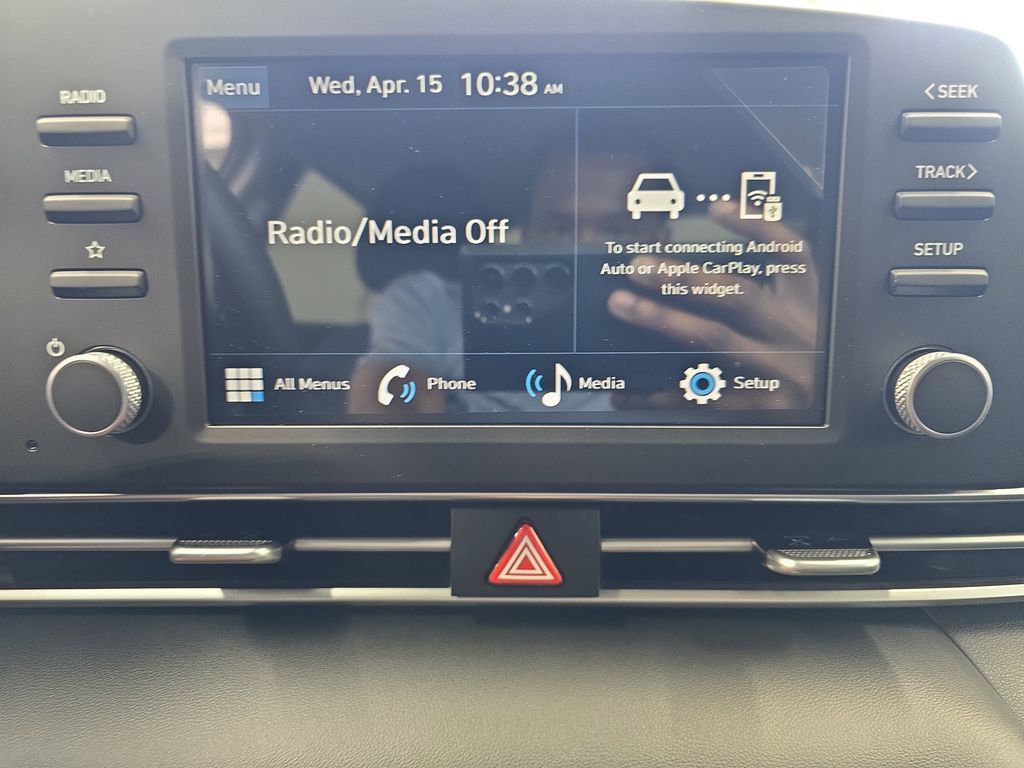 RADIO
MEDIA
Menu
Wed, Apr. 15 10:38 AM
Radio/Media Off
To start connecting Android
Auto or Apple CarPlay, press
this widget.
All Menus
Phone
Media
Setup
<SEEK
TRACK>
SETUP